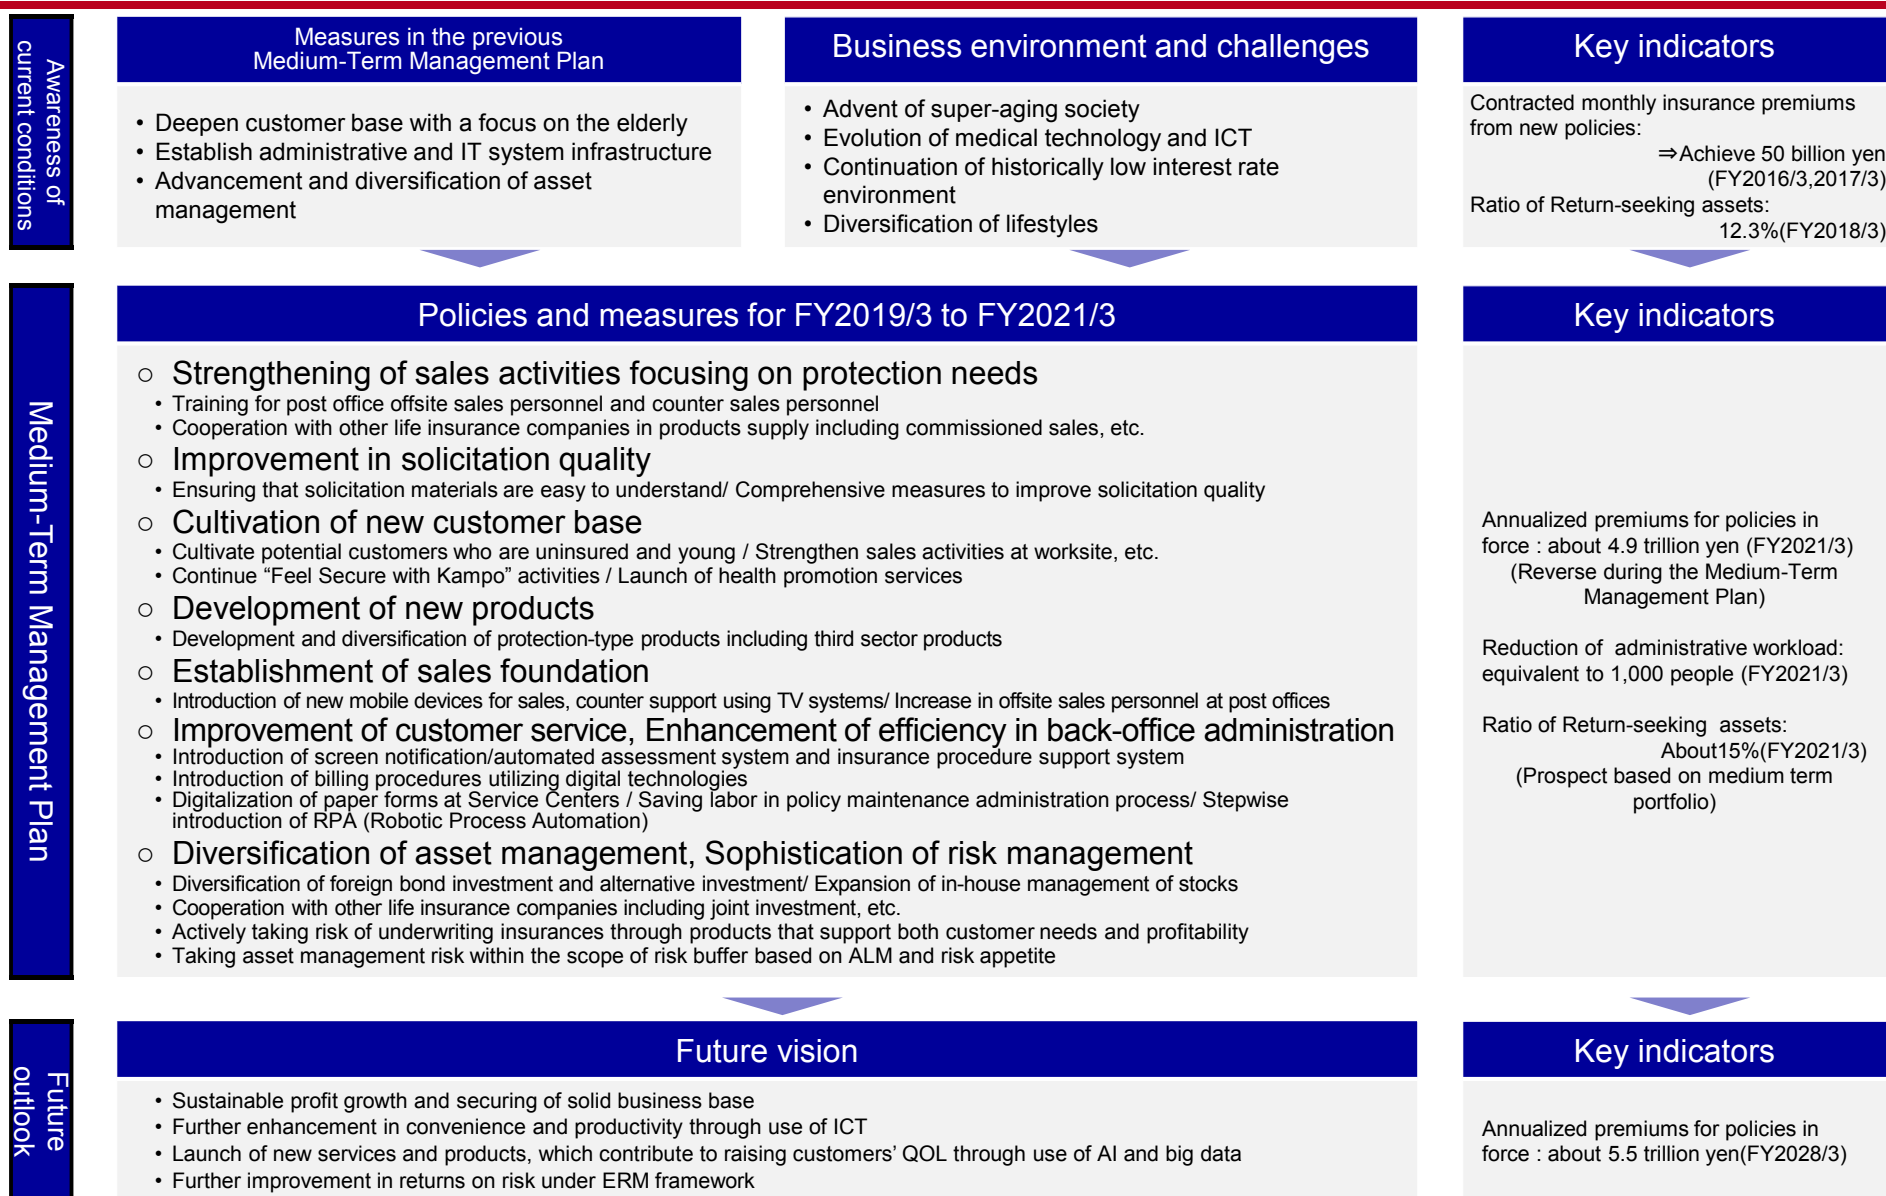 Awareness of
current conditions
Measures in the previous
Medium-Term Management Plan
• Deepen customer base with a focus on the elderly
• Establish administrative and IT system infrastructure
• Advancement and diversification of asset
management
Business environment and challenges
• Advent of super-aging society
• Evolution of medical technology and ICT
• Continuation of historically low interest rate
environment
• Diversification of lifestyles
Key indicators
Contracted monthly insurance premiums
from new policies:
⇒Achieve 50 billion yen
(FY2016/3,2017/3)
Ratio of Return-seeking assets:
12.3%(FY2018/3)
Medium-Term Management Plan
Policies and measures for FY2019/3 to FY2021/3
○ Strengthening of sales activities focusing on protection needs
• Training for post office offsite sales personnel and counter sales personnel
• Cooperation with other life insurance companies in products supply including commissioned sales, etc.
○ Improvement in solicitation quality
• Ensuring that solicitation materials are easy to understand/ Comprehensive measures to improve solicitation quality
○ Cultivation of new customer base
• Cultivate potential customers who are uninsured and young / Strengthen sales activities at worksite, etc.
• Continue “Feel Secure with Kampo” activities / Launch of health promotion services
○ Development of new products
• Development and diversification of protection-type products including third sector products
○ Establishment of sales foundation
• Introduction of new mobile devices for sales, counter support using TV systems/ Increase in offsite sales personnel at post offices
○ Improvement of customer service, Enhancement of efficiency in back-office administration
• Introduction of screen notification/automated assessment system and insurance procedure support system
• Introduction of billing procedures utilizing digital technologies
• Digitalization of paper forms at Service Centers / Saving labor in policy maintenance administration process/ Stepwise
introduction of RPA (Robotic Process Automation)
○ Diversification of asset management, Sophistication of risk management
• Diversification of foreign bond investment and alternative investment/ Expansion of in-house management of stocks
• Cooperation with other life insurance companies including joint investment, etc.
• Actively taking risk of underwriting insurances through products that support both customer needs and profitability
• Taking asset management risk within the scope of risk buffer based on ALM and risk appetite
Key indicators
Annualized premiums for policies in
force : about 4.9 trillion yen (FY2021/3)
(Reverse during the Medium-Term
Management Plan)
Reduction of administrative workload:
equivalent to 1,000 people (FY2021/3)
Ratio of Return-seeking assets:
About15%(FY2021/3)
(Prospect based on medium term
portfolio)
Future
outlook
Future vision
• Sustainable profit growth and securing of solid business base
• Further enhancement in convenience and productivity through use of ICT
• Launch of new services and products, which contribute to raising customers’ QOL through use of AI and big data
• Further improvement in returns on risk under ERM framework
Key indicators
Annualized premiums for policies in
force : about 5.5 trillion yen(FY2028/3)